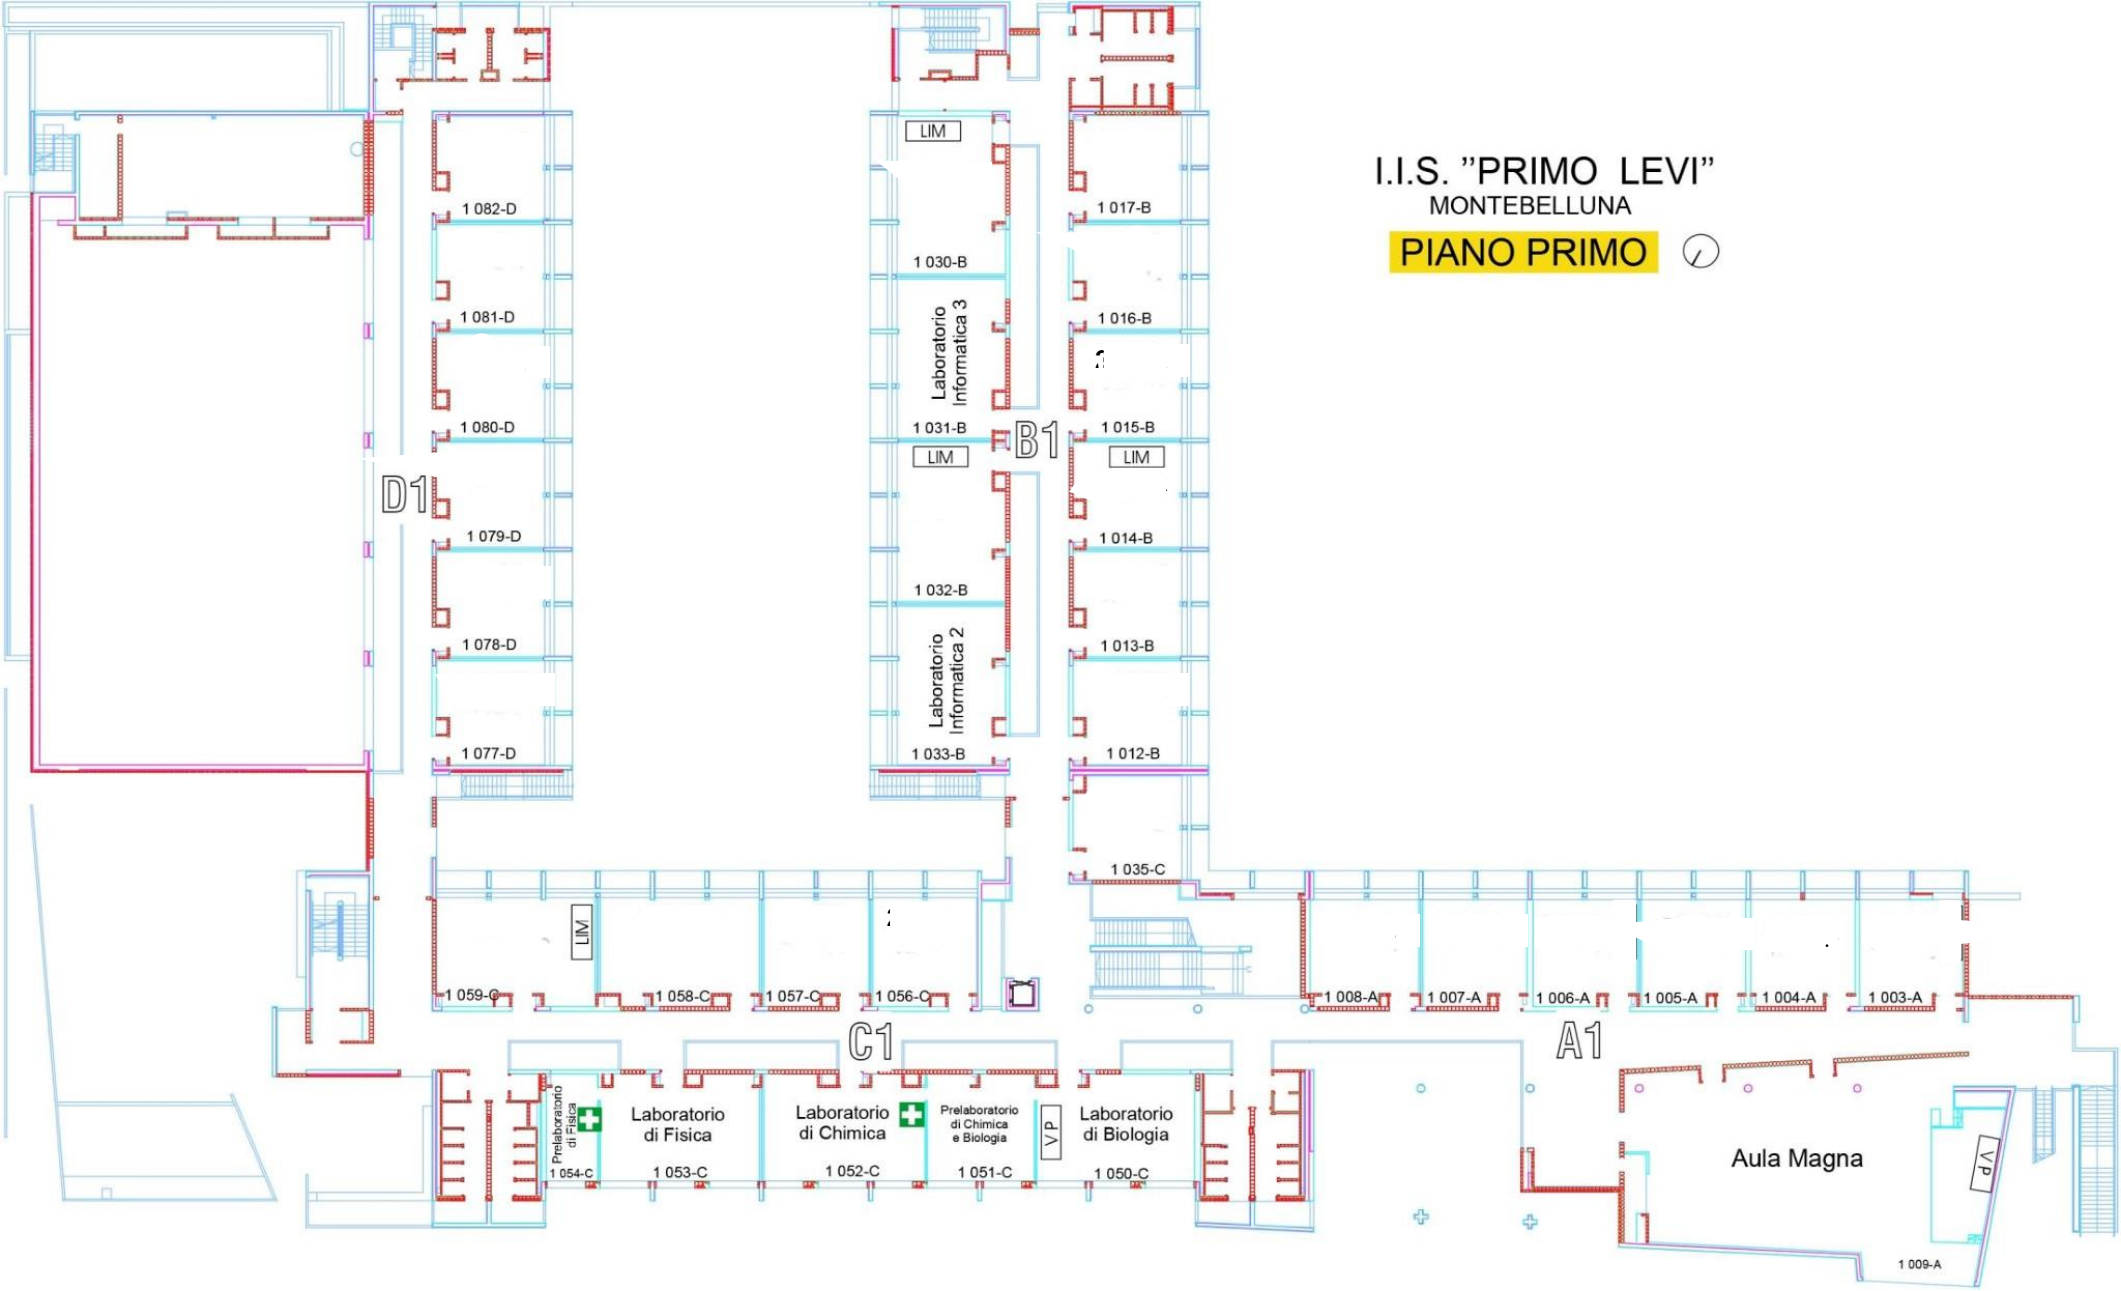 I.I.S. ’’PRIMO LEVI’’
MONTEBELLUNA
PIANO PRIMO
LIM
1 082-D
1 017-B
1 030-B
1 081-D
1 016-B
Laboratorio
Informatica 3
1 080-D
1 031-B
1 015-B
B1
LIM
LIM
D1
1 079-D
1 014-B
1 032-B
1 078-D
1 013-B
Laboratorio
Informatica 2
1 077-D
1 033-B
1 012-B
1 035-C
LIM
1 059-C
1 058-C
1 057-C
1 056-C
1 008-A
1 007-A
1 006-A
1 005-A
1 004-A
1 003-A
C1
A1
Prelaboratorio
di Fisica
1 054-C
Laboratorio
di Fisica
1 053-C
Laboratorio
di Chimica
1 052-C
Prelaboratorio
di Chimica
e Biologia
1 051-C
VP
Laboratorio
di Biologia
1 050-C
Aula Magna
VP
1 009-A